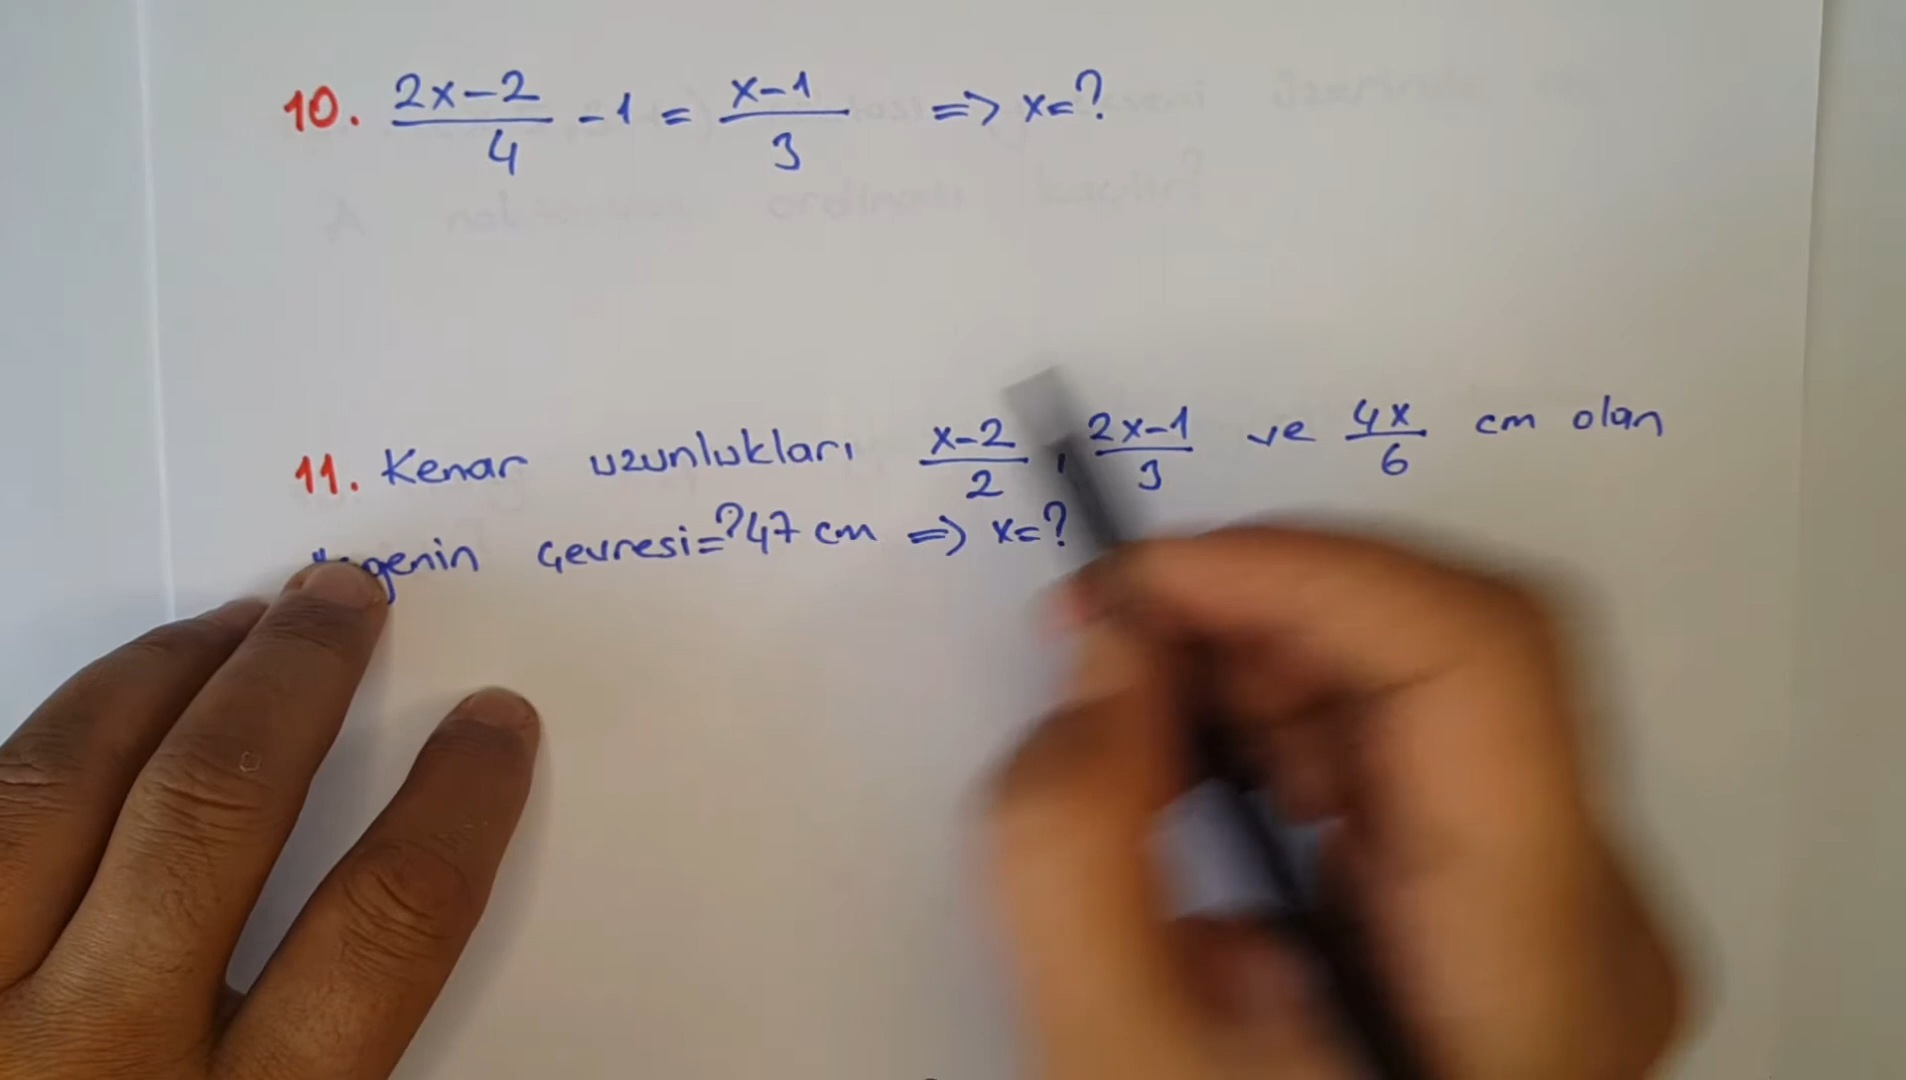 10. (2x-2)/4 - 1 = (x-1)/3 => x=?
11. Kenar uzunlukları (x-2)/2, (2x-1)/3 ve 4x/6 cm olan
çevresi=?47 cm => x=?